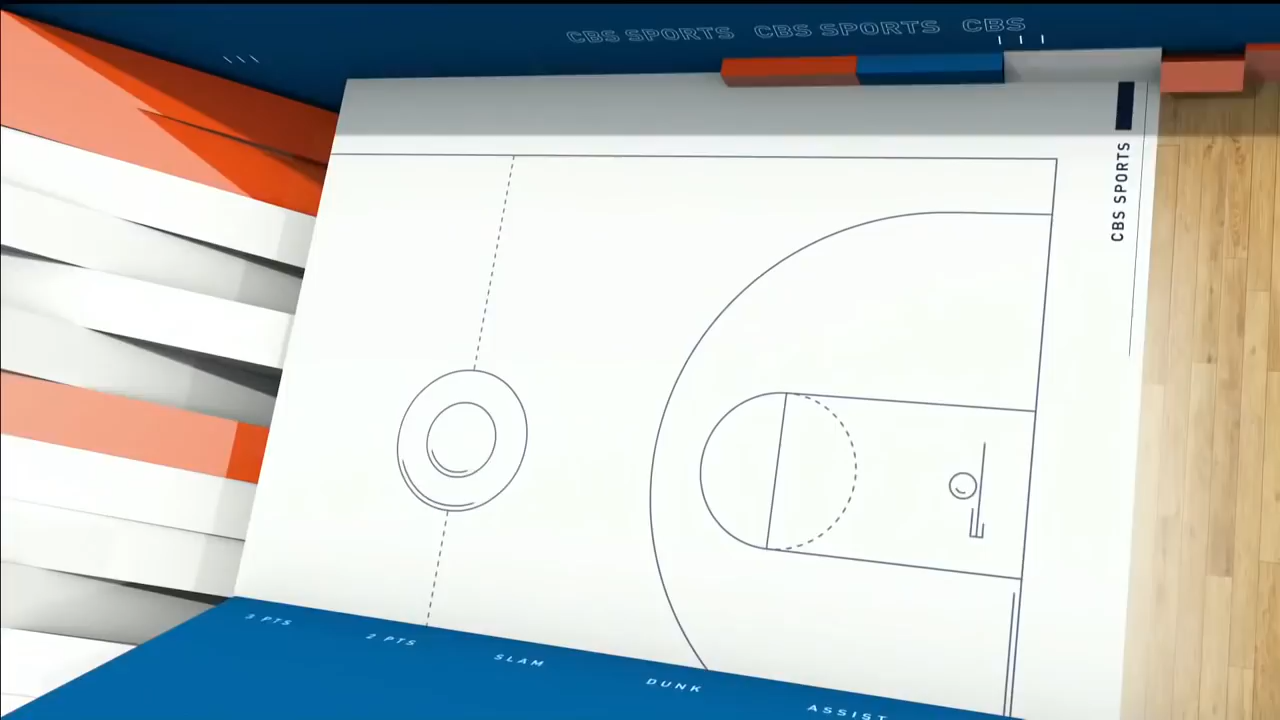 CBS SPORTS CBS SPORTS CBS
CBS SPORTS
3 PTS
2 PTS
SLAM
DUNK
ASSIST